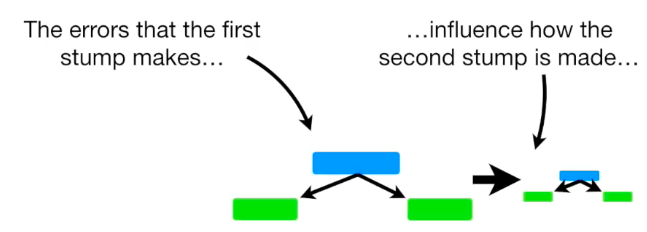 The errors that the first
stump makes…
…influence how the
second stump is made…